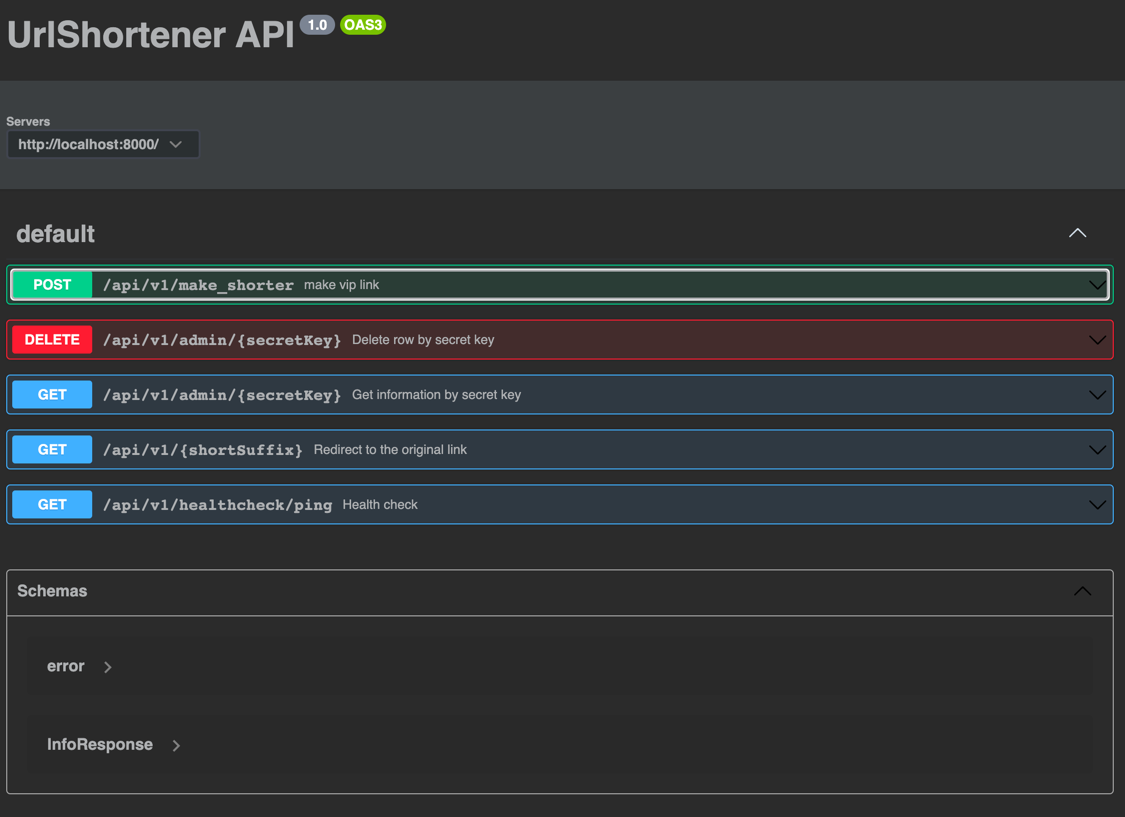 UrlShortener API 1.0 OAS3
Servers
http://localhost:8000/
default
POST /api/v1/make_shorter make vip link
DELETE /api/v1/admin/{secretKey} Delete row by secret key
GET /api/v1/admin/{secretKey} Get information by secret key
GET /api/v1/{shortSuffix} Redirect to the original link
GET /api/v1/healthcheck/ping Health check
Schemas
error
InfoResponse